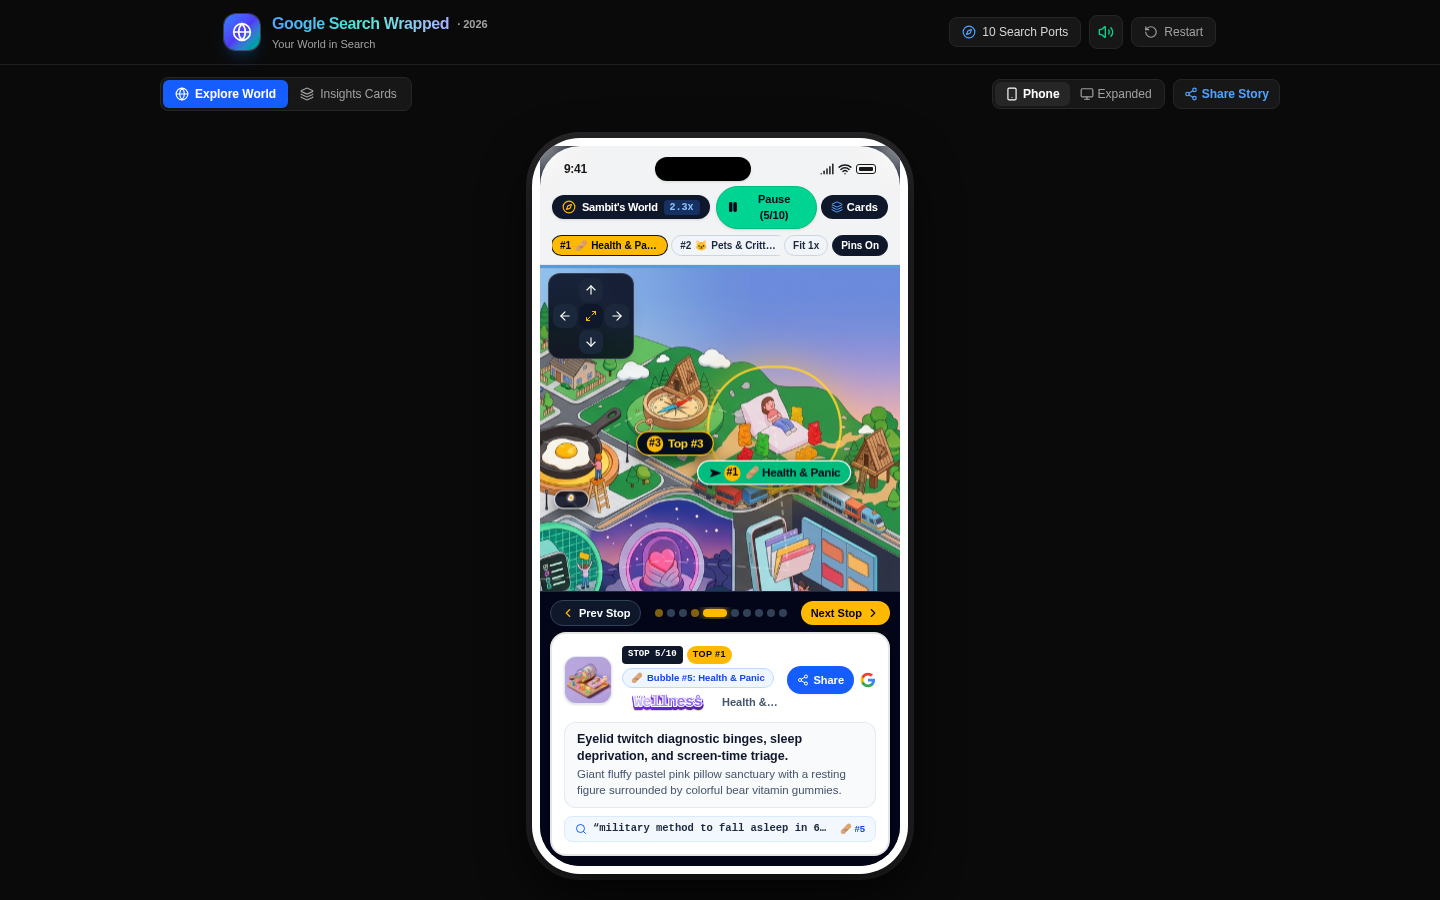 Google Search Wrapped · 2026
Your World in Search
10 Search Ports
Restart
Explore World
Insights Cards
Phone
Expanded
Share Story
9:41
Sambit's World 2.3x
Pause
(5/10)
Cards
#1 🩹 Health & Pa…
#2 🐱 Pets & Critt…
Fit 1x
Pins On
#3 Top #3
#1 🩹 Health & Panic
Prev Stop
Next Stop
STOP 5/10
TOP #1
🩹 Bubble #5: Health & Panic
Share
Wellness
Health &…
Eyelid twitch diagnostic binges, sleep
deprivation, and screen-time triage.
Giant fluffy pastel pink pillow sanctuary with a resting
figure surrounded by colorful bear vitamin gummies.
“military method to fall asleep in 6…
🩹 #5